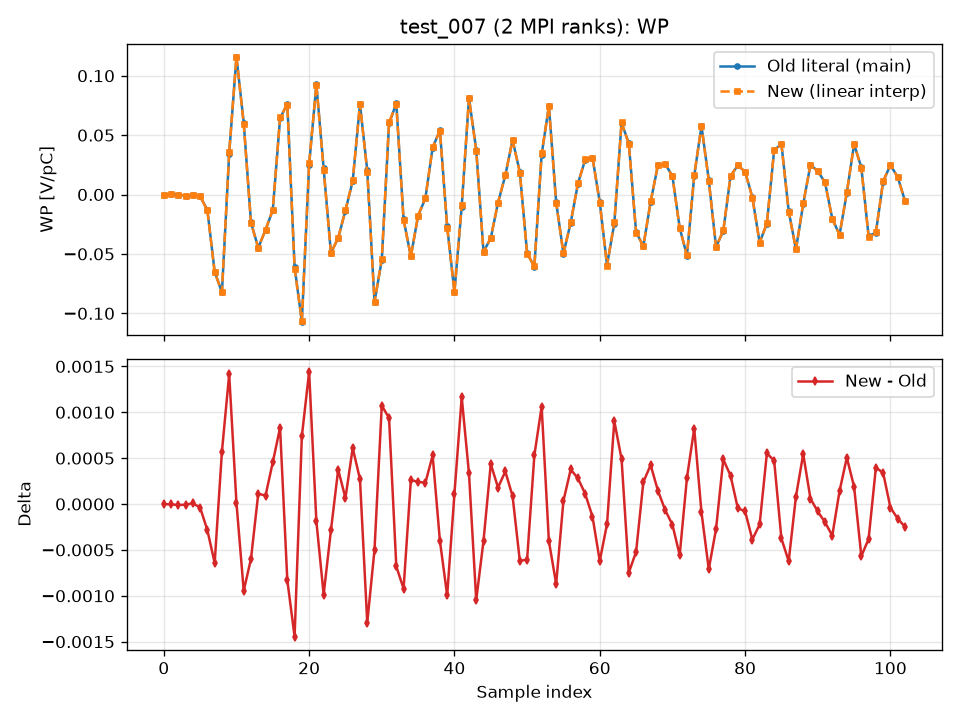 test_007 (2 MPI ranks): WP
Old literal (main)
New (linear interp)
WP [V/pC]
0.10
0.05
0.00
−0.05
−0.10
New - Old
Delta
0.0015
0.0010
0.0005
0.0000
−0.0005
−0.0010
−0.0015
0 20 40 60 80 100
Sample index